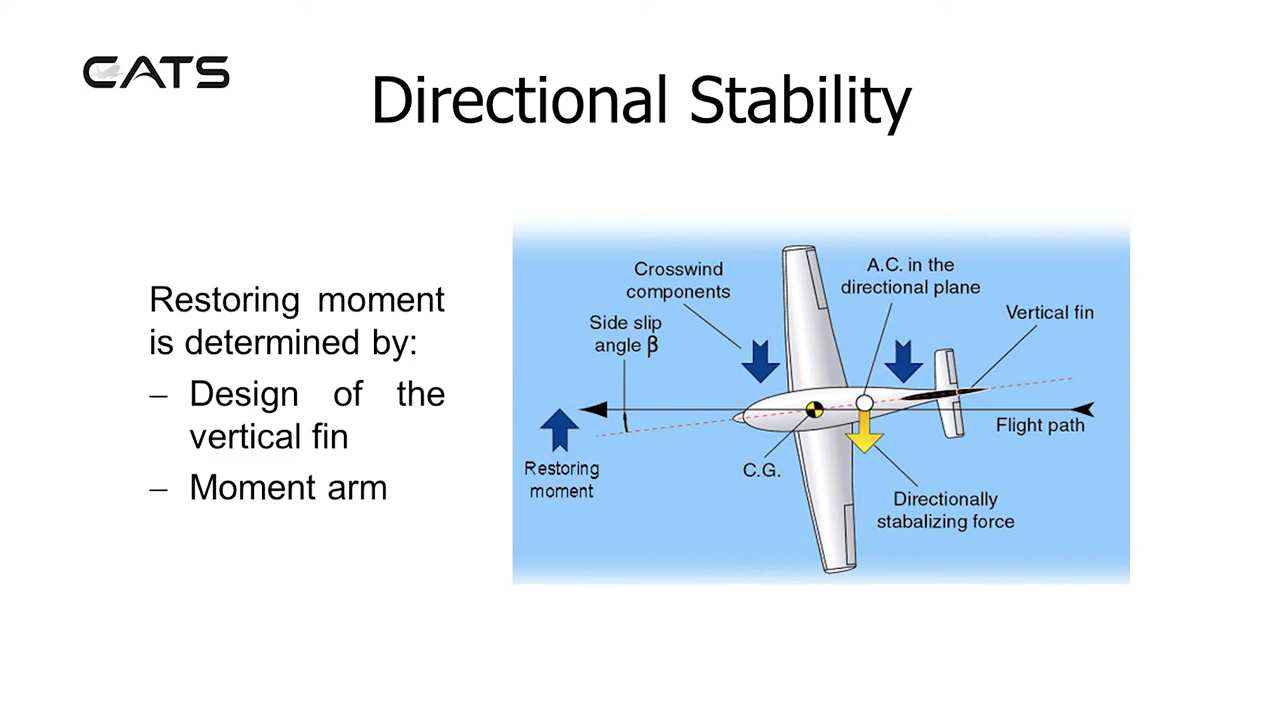 CATS
Directional Stability
Restoring moment
is determined by:
– Design of the
vertical fin
– Moment arm
Crosswind
components
A.C. in the
directional plane
Vertical fin
Side slip
angle β
Flight path
Restoring
moment
C.G.
Directionally
stabalizing force